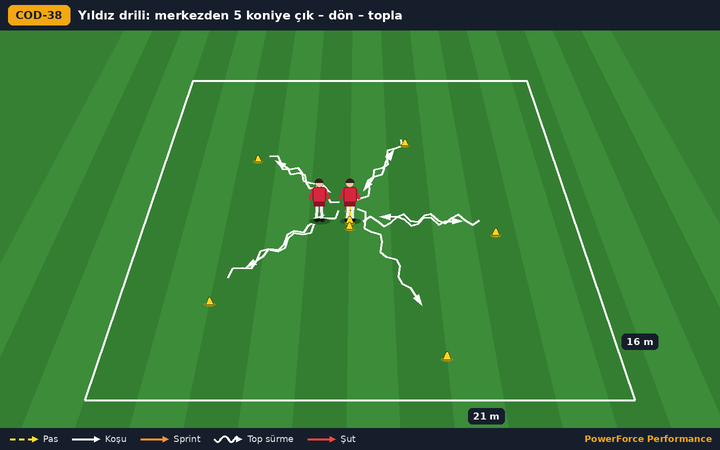 COD-38 Yıldız drili: merkezden 5 koniye çık – dön – topla
16 m
21 m
Pas Koşu Sprint Top sürme Şut PowerForce Performance